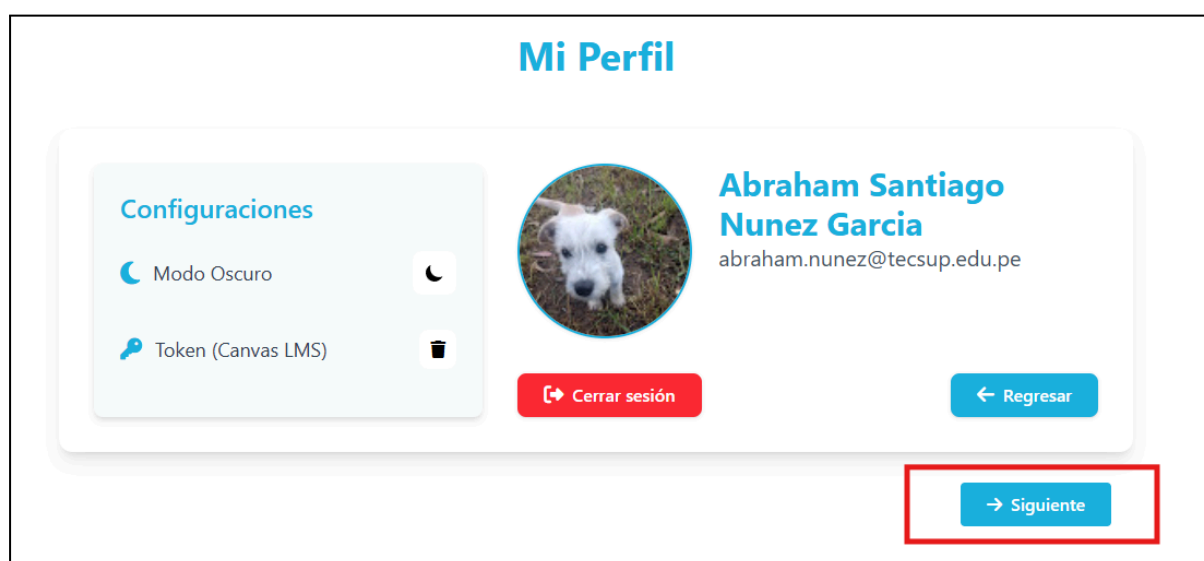 Mi Perfil
Configuraciones
Modo Oscuro
Token (Canvas LMS)
Abraham Santiago
Nunez Garcia
abraham.nunez@tecsup.edu.pe
Cerrar sesión
Regresar
Siguiente